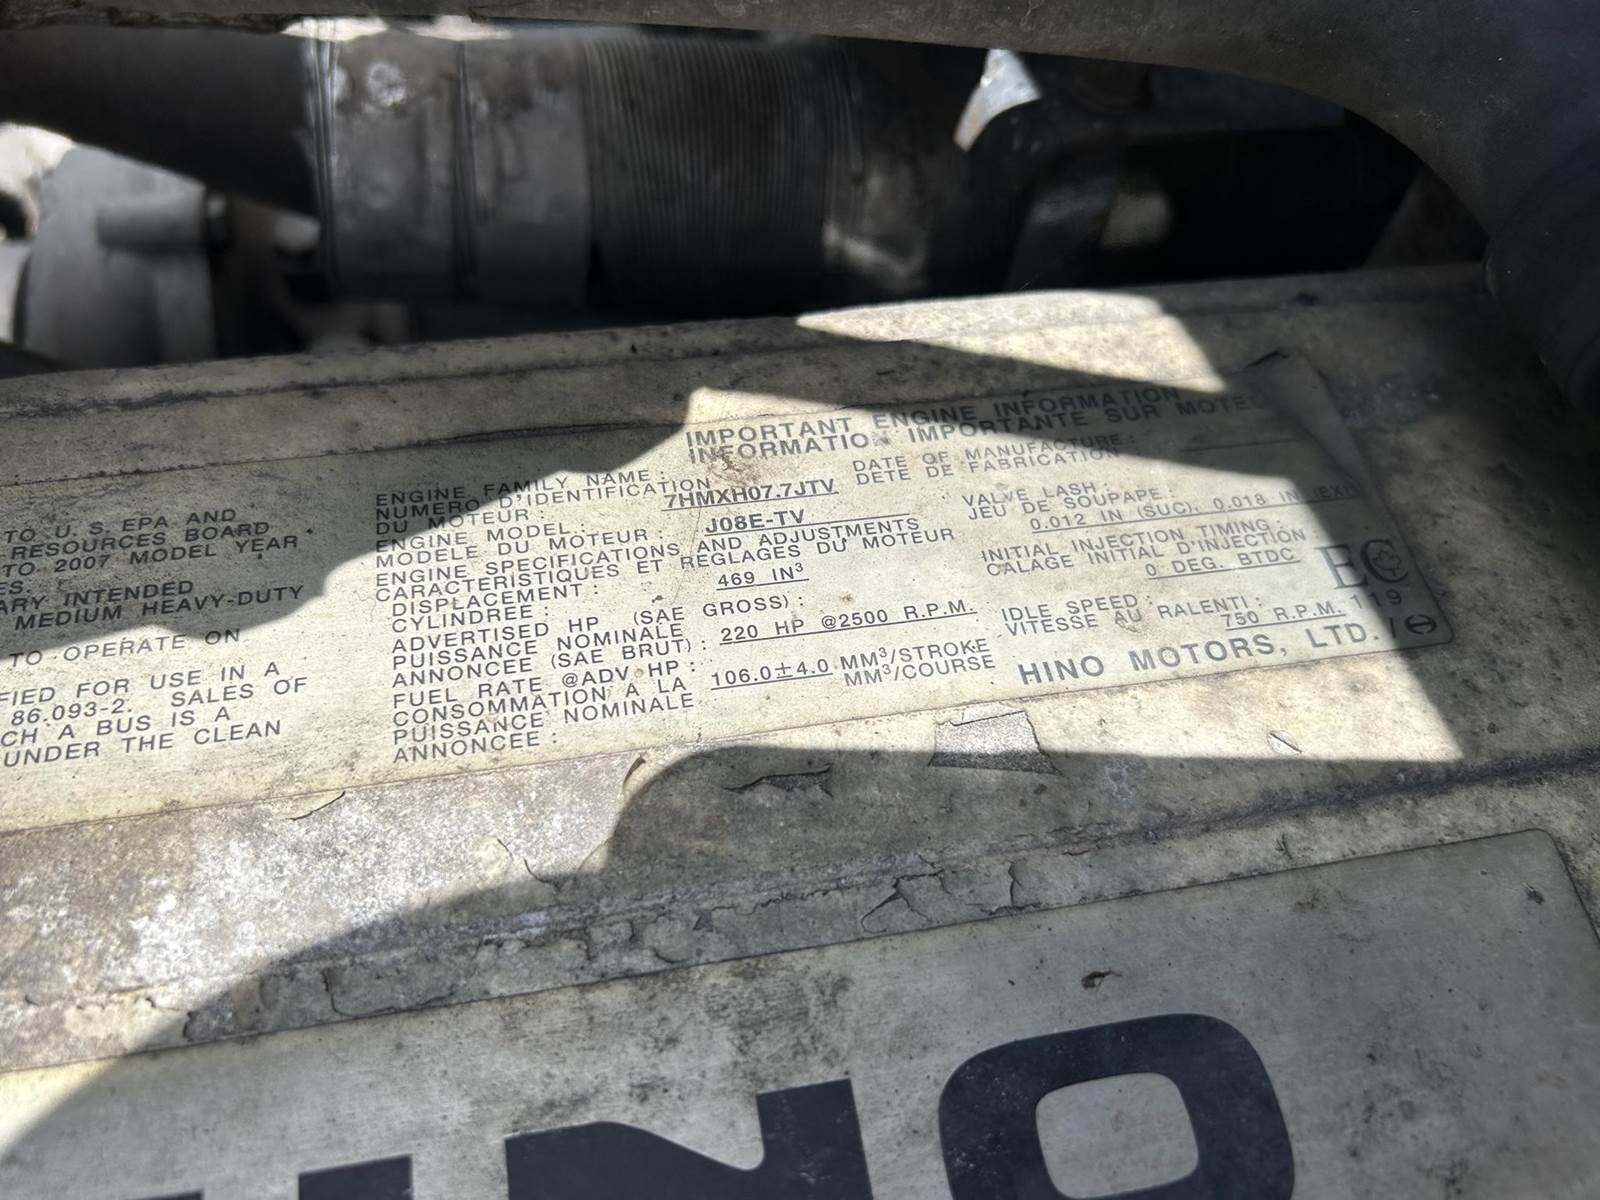 TO U.S. EPA AND
RESOURCES BOARD
TO 2007 MODEL YEAR
ES.
ARY INTENDED
MEDIUM HEAVY-DUTY
TO OPERATE ON
FIED FOR USE IN A
86.093-2. SALES OF
CH A BUS IS A
UNDER THE CLEAN
IMPORTANT ENGINE INFORMATION
INFORMATION IMPORTANTE SUR MOTE
ENGINE FAMILY NAME :
NUMERO D'IDENTIFICATION
DU MOTEUR : 7HMXH07.7JTV
DATE OF MANUFACTURE :
DETE DE FABRICATION :
ENGINE MODEL :
MODELE DU MOTEUR : J08E-TV
ENGINE SPECIFICATIONS AND ADJUSTMENTS
CARACTERISTIQUES ET REGLAGES DU MOTEUR
DISPLACEMENT :
CYLINDREE : 469 IN³
ADVERTISED HP (SAE GROSS) :
PUISSANCE NOMINALE
ANNONCEE (SAE BRUT) : 220 HP @2500 R.P.M.
FUEL RATE @ADV HP :
CONSOMMATION A LA
PUISSANCE NOMINALE
ANNONCEE :
106.0±4.0 MM³/STROKE
MM³/COURSE
VALVE LASH :
JEU DE SOUPAPE :
0.012 IN (SUC), 0.018 IN (EXH
INITIAL INJECTION TIMING :
CALAGE INITIAL D'INJECTION
0 DEG. BTDC
IDLE SPEED :
VITESSE AU RALENTI :
750 R.P.M.
EC
119
HINO MOTORS, LTD.
INO